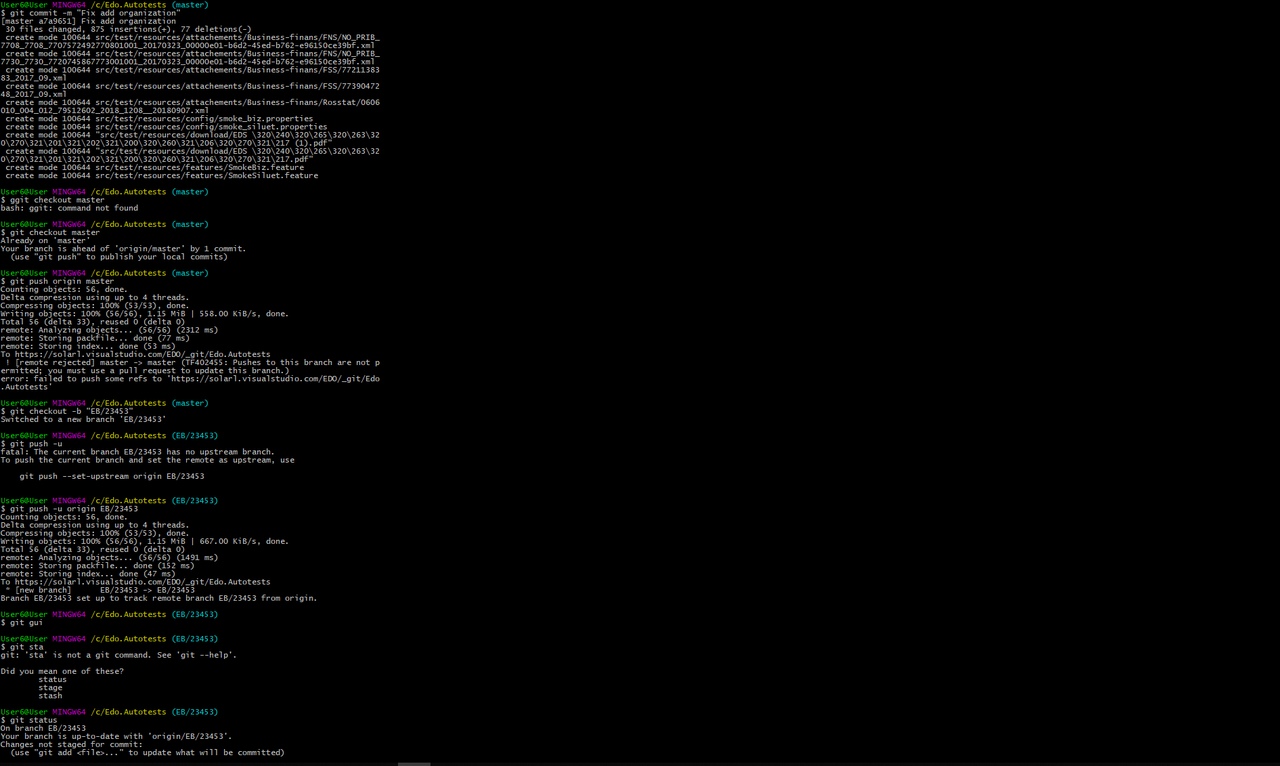 User6@User MINGW64 /c/Edo.Autotests (master)
$ git commit -m "Fix add organization"
[master a7a9651] Fix add organization
 30 files changed, 875 insertions(+), 77 deletions(-)
 create mode 100644 src/test/resources/attachements/Business-finans/FNS/NO_PRIB_
7708_7708_7707572492770801001_20170323_00000e01-b6d2-45ed-b762-e96150ce39bf.xml
 create mode 100644 src/test/resources/attachements/Business-finans/FNS/NO_PRIB_
7730_7730_7720745867773001001_20170323_00000e01-b6d2-45ed-b762-e96150ce39bf.xml
 create mode 100644 src/test/resources/attachements/Business-finans/FSS/77211383
83_2017_09.xml
 create mode 100644 src/test/resources/attachements/Business-finans/FSS/77390472
48_2017_09.xml
 create mode 100644 src/test/resources/attachements/Business-finans/Rosstat/0606
010_004_012_79512602_2018_1208__20180907.xml
 create mode 100644 src/test/resources/config/smoke_biz.properties
 create mode 100644 src/test/resources/config/smoke_siluet.properties
 create mode 100644 "src/test/resources/download/EDS \320\240\320\265\320\263\32
0\270\321\201\321\202\321\200\320\260\321\206\320\270\321\217 (1).pdf"
 create mode 100644 "src/test/resources/download/EDS \320\240\320\265\320\263\32
0\270\321\201\321\202\321\200\320\260\321\206\320\270\321\217.pdf"
 create mode 100644 src/test/resources/features/SmokeBiz.feature
 create mode 100644 src/test/resources/features/SmokeSiluet.feature
User6@User MINGW64 /c/Edo.Autotests (master)
$ ggit checkout master
bash: ggit: command not found
User6@User MINGW64 /c/Edo.Autotests (master)
$ git checkout master
Already on 'master'
Your branch is ahead of 'origin/master' by 1 commit.
  (use "git push" to publish your local commits)
User6@User MINGW64 /c/Edo.Autotests (master)
$ git push origin master
Counting objects: 56, done.
Delta compression using up to 4 threads.
Compressing objects: 100% (53/53), done.
Writing objects: 100% (56/56), 1.15 MiB | 558.00 KiB/s, done.
Total 56 (delta 33), reused 0 (delta 0)
remote: Analyzing objects... (56/56) (2312 ms)
remote: Storing packfile... done (77 ms)
remote: Storing index... done (53 ms)
To https://solarl.visualstudio.com/EDO/_git/Edo.Autotests
 ! [remote rejected] master -> master (TF402455: Pushes to this branch are not p
ermitted; you must use a pull request to update this branch.)
error: failed to push some refs to 'https://solarl.visualstudio.com/EDO/_git/Edo
.Autotests'
User6@User MINGW64 /c/Edo.Autotests (master)
$ git checkout -b "EB/23453"
Switched to a new branch 'EB/23453'
User6@User MINGW64 /c/Edo.Autotests (EB/23453)
$ git push -u
fatal: The current branch EB/23453 has no upstream branch.
To push the current branch and set the remote as upstream, use
    git push --set-upstream origin EB/23453
User6@User MINGW64 /c/Edo.Autotests (EB/23453)
$ git push -u origin EB/23453
Counting objects: 56, done.
Delta compression using up to 4 threads.
Compressing objects: 100% (53/53), done.
Writing objects: 100% (56/56), 1.15 MiB | 667.00 KiB/s, done.
Total 56 (delta 33), reused 0 (delta 0)
remote: Analyzing objects... (56/56) (1491 ms)
remote: Storing packfile... done (152 ms)
remote: Storing index... done (47 ms)
To https://solarl.visualstudio.com/EDO/_git/Edo.Autotests
 * [new branch]      EB/23453 -> EB/23453
Branch EB/23453 set up to track remote branch EB/23453 from origin.
User6@User MINGW64 /c/Edo.Autotests (EB/23453)
$ git gui
User6@User MINGW64 /c/Edo.Autotests (EB/23453)
$ git sta
git: 'sta' is not a git command. See 'git --help'.
Did you mean one of these?
        status
        stage
        stash
User6@User MINGW64 /c/Edo.Autotests (EB/23453)
$ git status
On branch EB/23453
Your branch is up-to-date with 'origin/EB/23453'.
Changes not staged for commit:
  (use "git add <file>..." to update what will be committed)